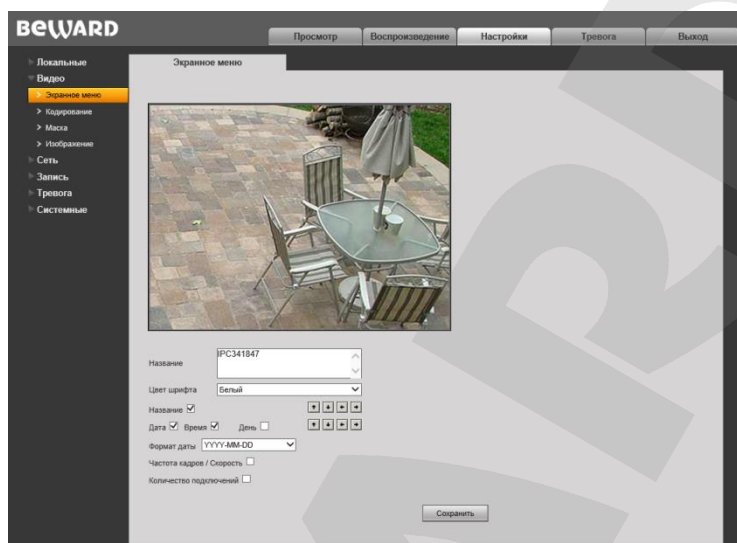 BEWARD
Просмотр Воспроизведение Настройки Тревога Выход
Локальные
Видео
> Экранное меню
> Кодирование
> Маска
> Изображение
Сеть
Запись
Тревога
Системные
Экранное меню
Название IPC341847
Цвет шрифта Белый
Название
Дата Время День
Формат даты YYYY-MM-DD
Частота кадров / Скорость
Количество подключений
Сохранить